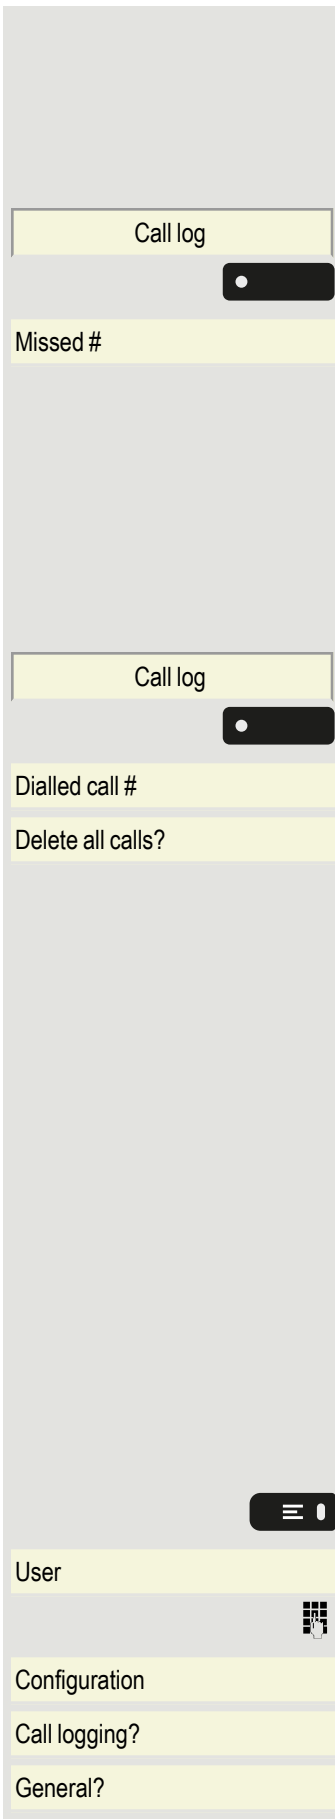 Call log
Missed #
Call log
Dialled call #
Delete all calls?
User
Configuration
Call logging?
General?